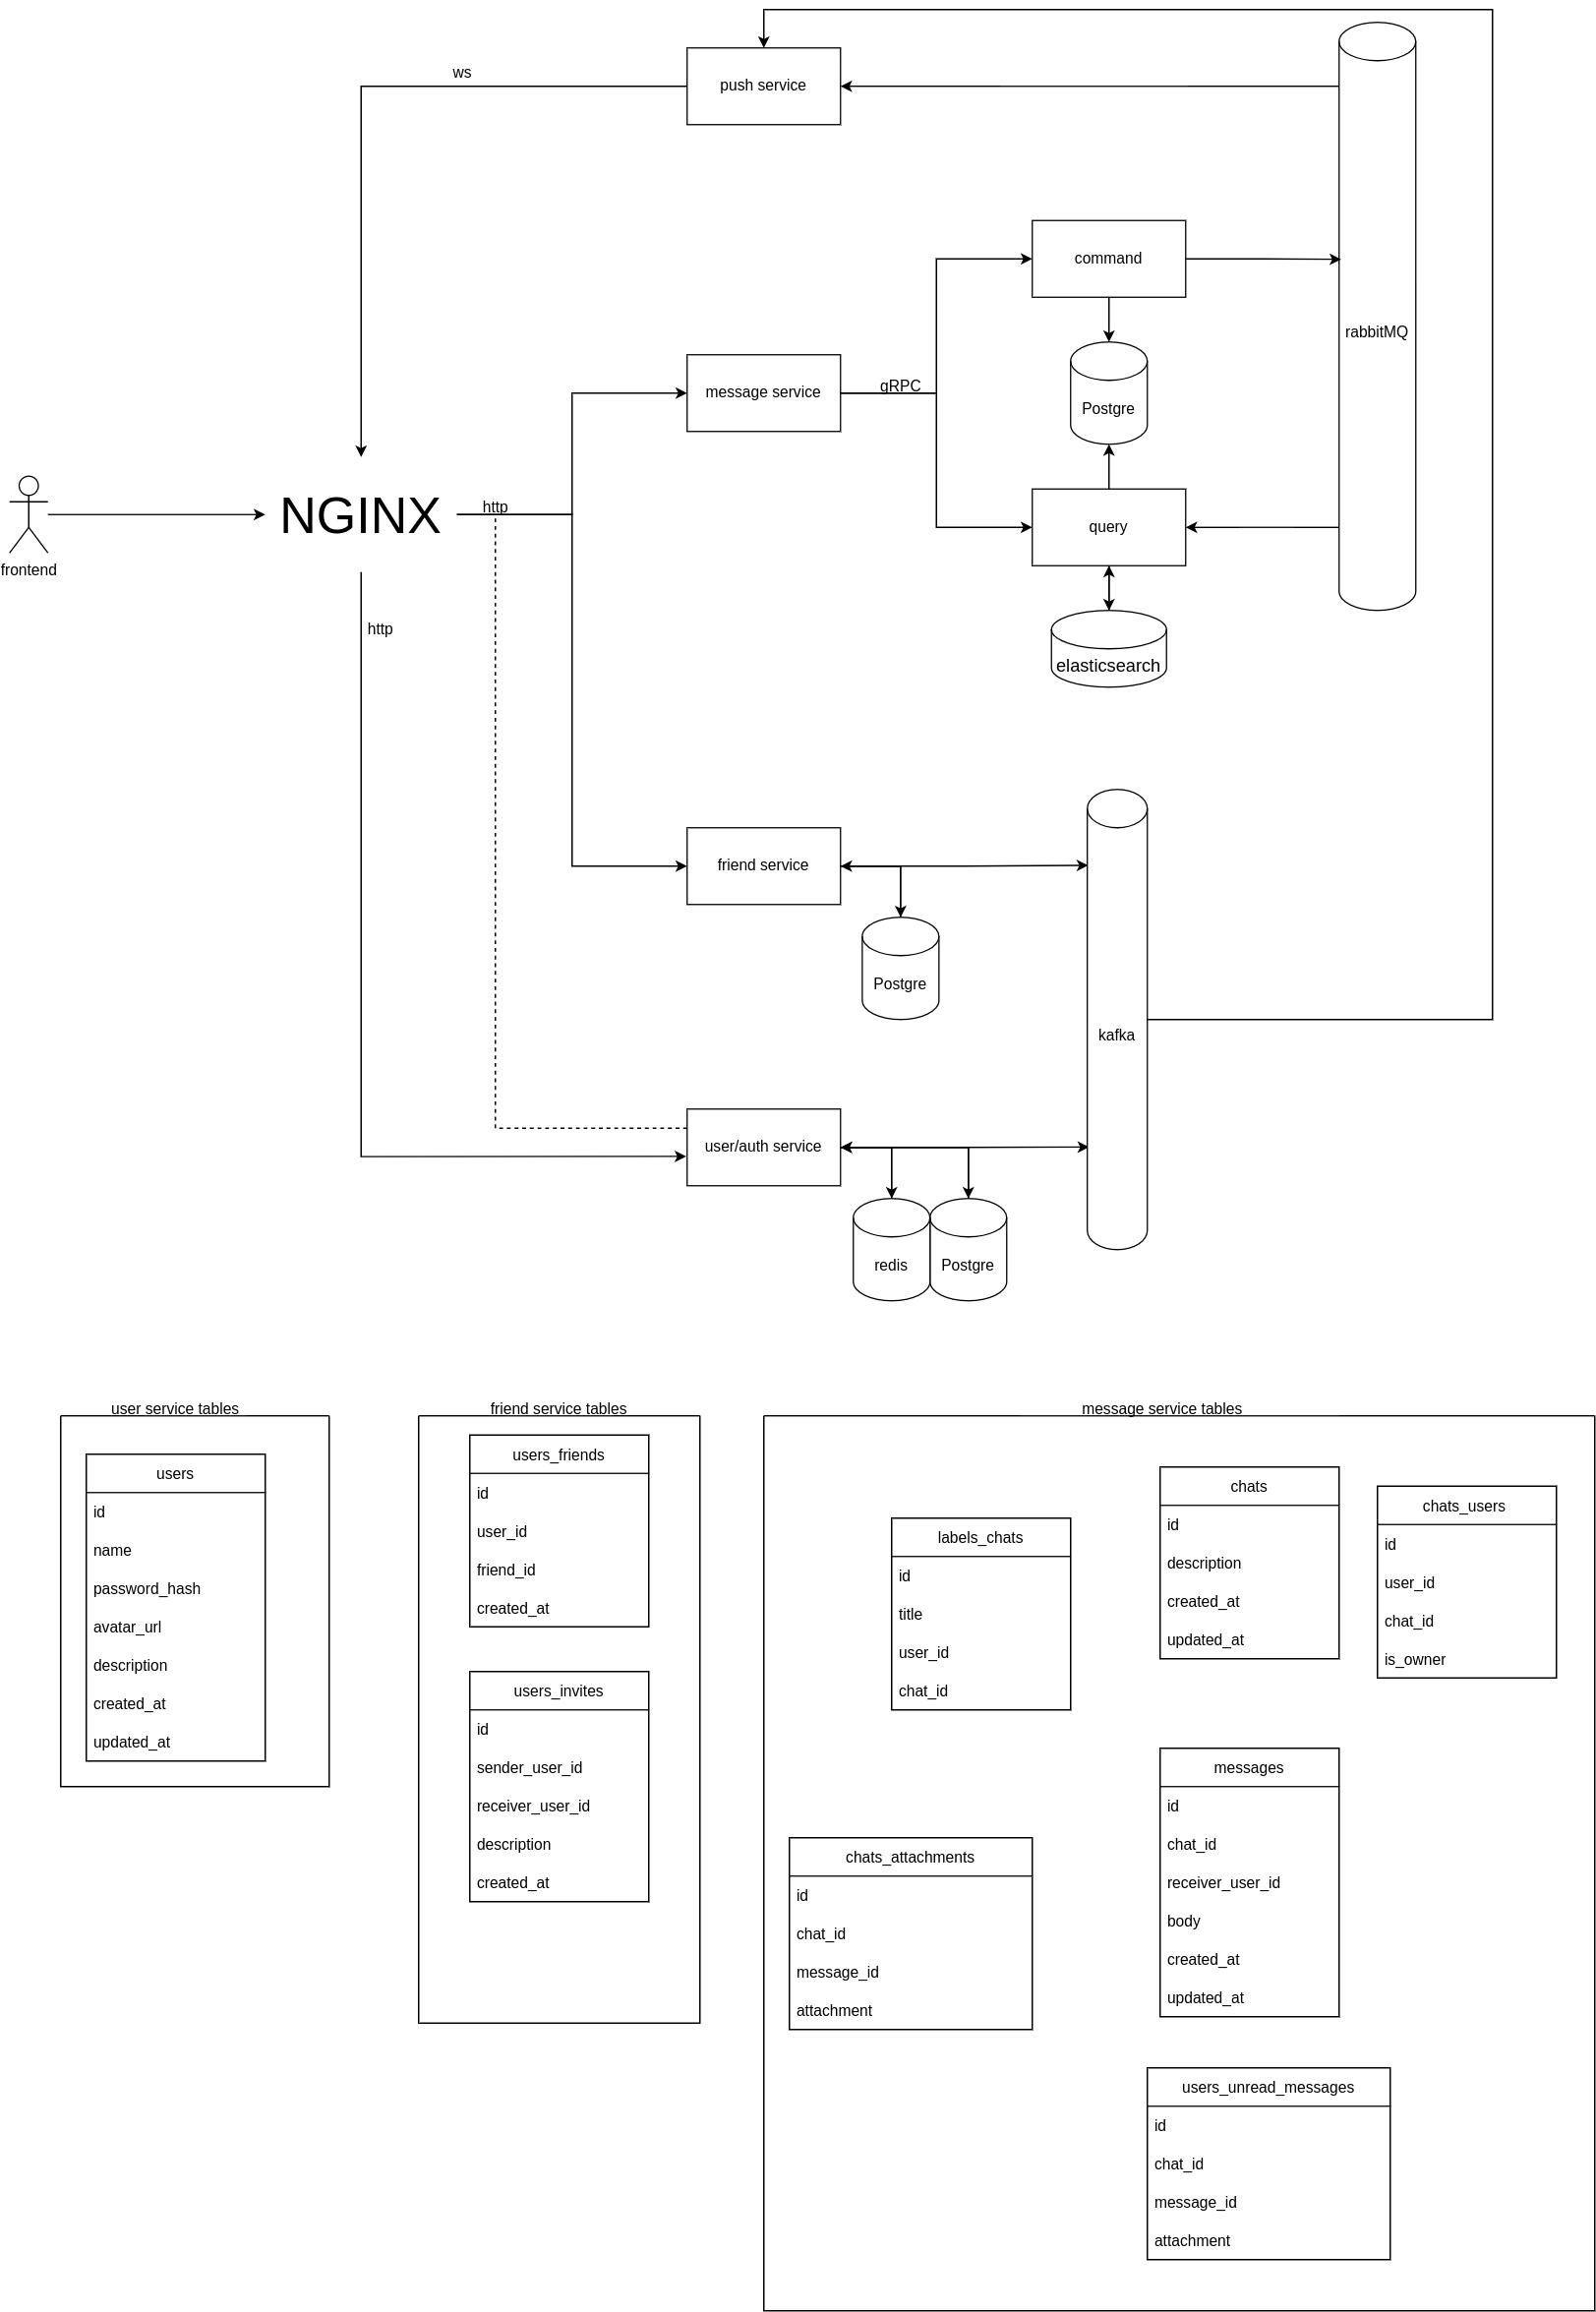 ws
push service
command
rabbitMQ
message service
gRPC
Postgre
http
NGINX
query
frontend
http
elasticsearch
friend service
Postgre
kafka
user/auth service
redis
Postgre
user service tables
users
id
name
password_hash
avatar_url
description
created_at
updated_at
friend service tables
users_friends
id
user_id
friend_id
created_at
users_invites
id
sender_user_id
receiver_user_id
description
created_at
message service tables
labels_chats
id
title
user_id
chat_id
chats
id
description
created_at
updated_at
chats_users
id
user_id
chat_id
is_owner
chats_attachments
id
chat_id
message_id
attachment
messages
id
chat_id
receiver_user_id
body
created_at
updated_at
users_unread_messages
id
chat_id
message_id
attachment